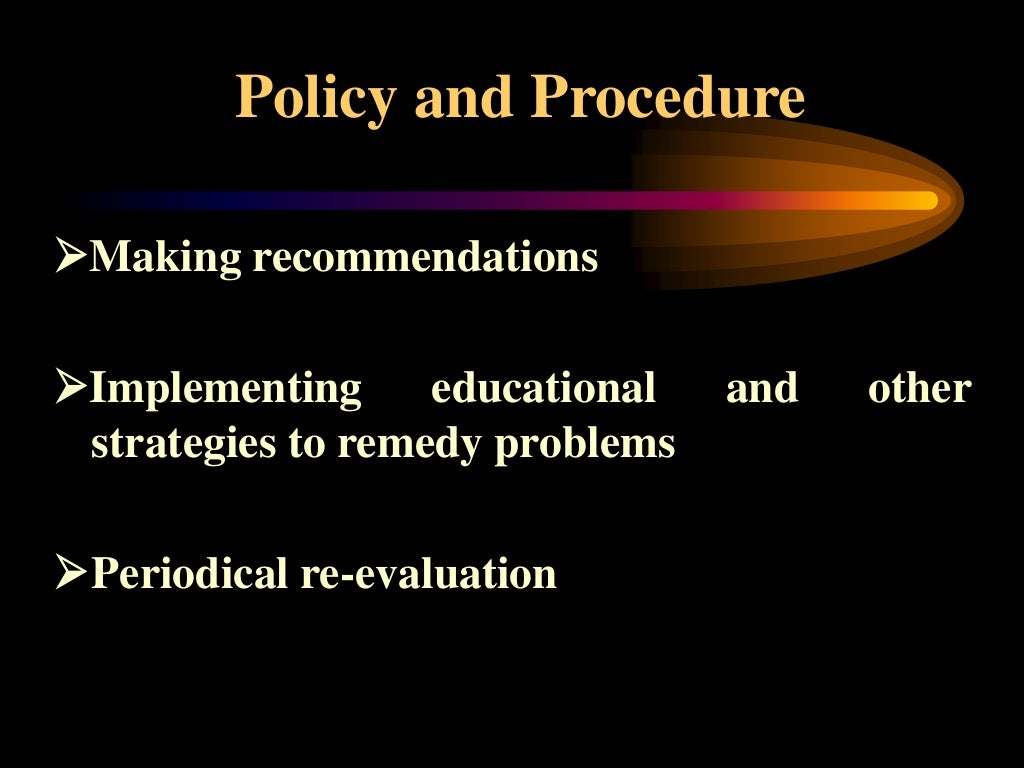 Policy and Procedure
➢Making recommendations
➢Implementing educational and other
strategies to remedy problems
➢Periodical re-evaluation